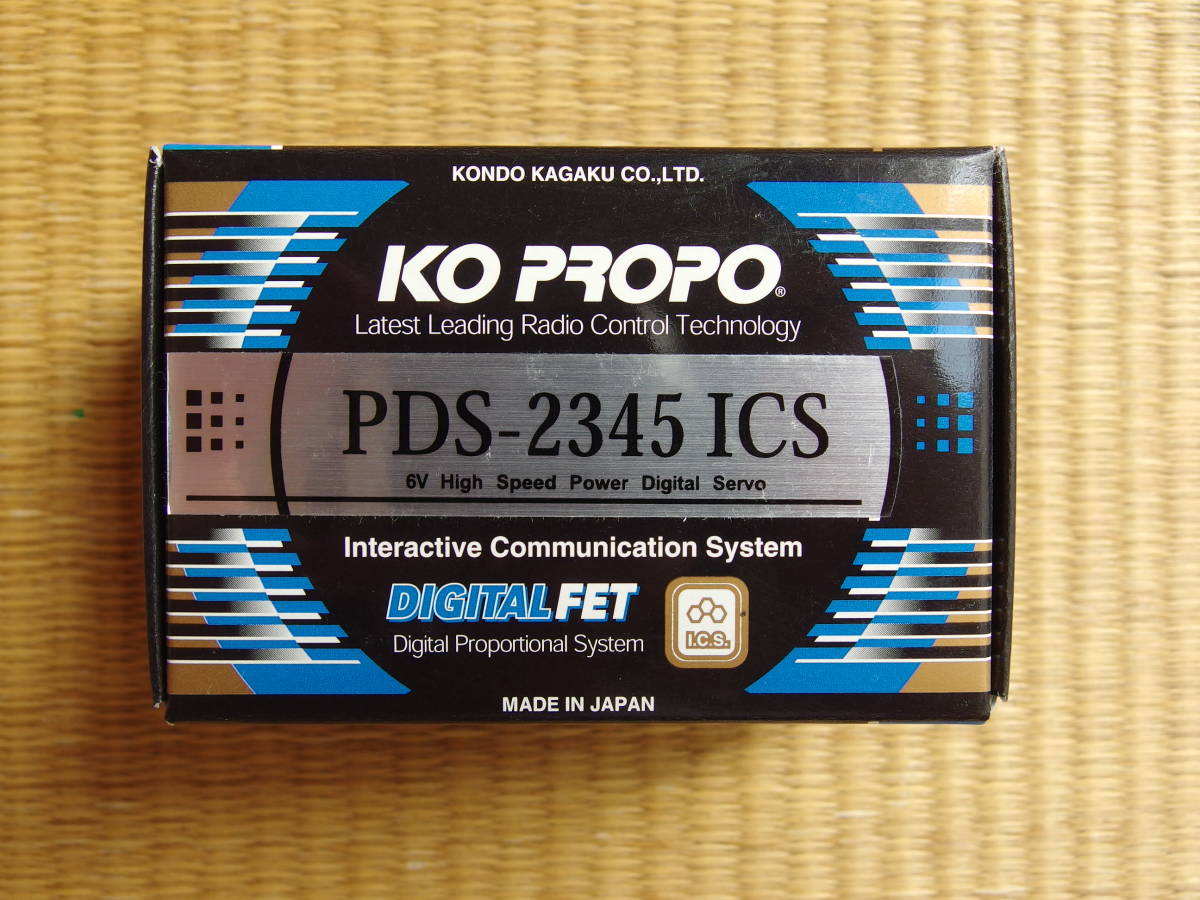 KONDO KAGAKU CO.,LTD.
KO PROPO®
Latest Leading Radio Control Technology
PDS-2345 ICS
6V High Speed Power Digital Servo
Interactive Communication System
DIGITAL FET
I.C.S.
Digital Proportional System
MADE IN JAPAN